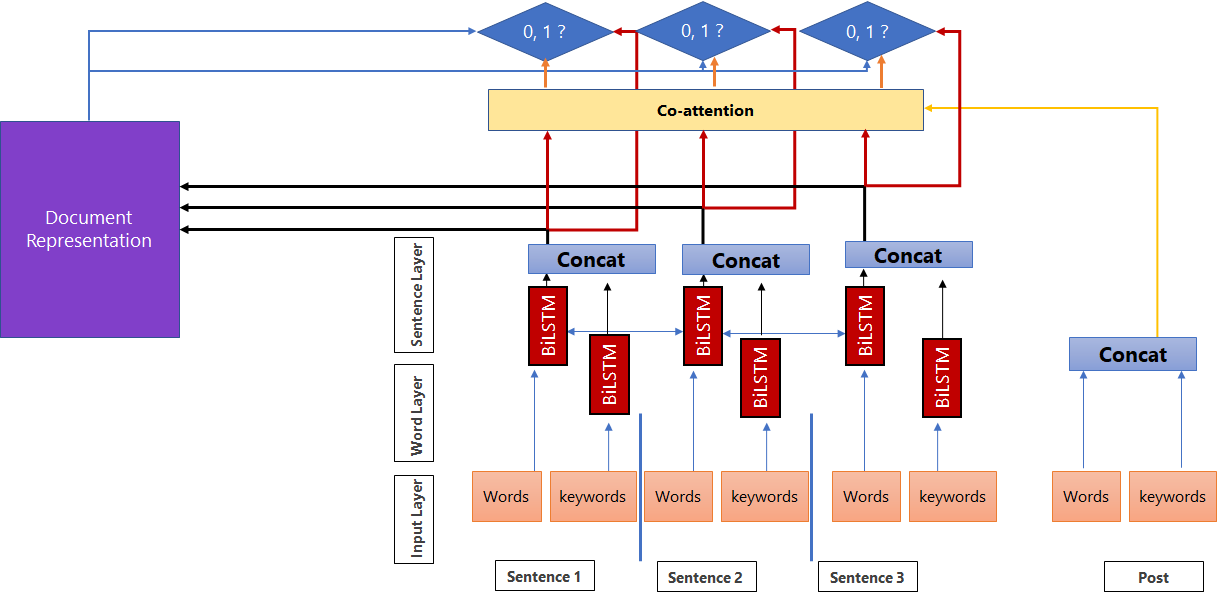 0, 1 ?
0, 1 ?
0, 1 ?
Co-attention
Document
Representation
Sentence Layer
Concat
Concat
Concat
BiLSTM
BiLSTM
BiLSTM
BiLSTM
BiLSTM
BiLSTM
Concat
Word Layer
Input Layer
Words
keywords
Words
keywords
Words
keywords
Words
keywords
Sentence 1
Sentence 2
Sentence 3
Post